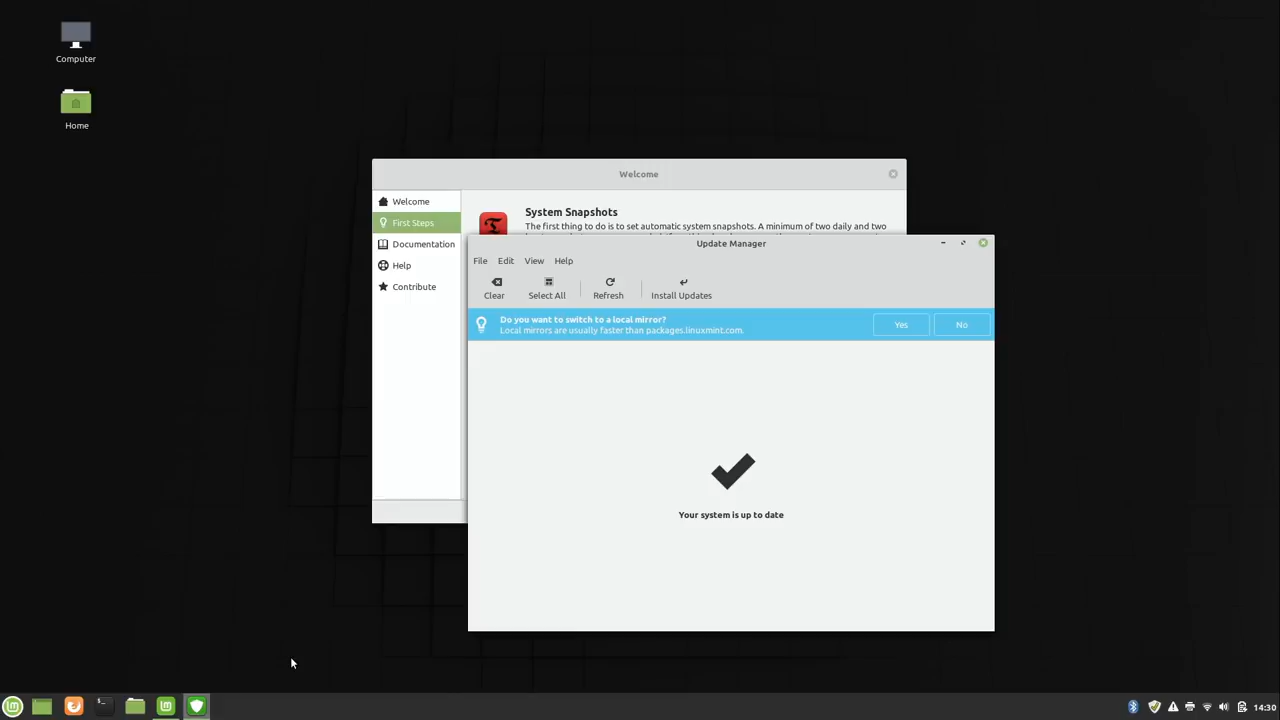 Computer
Home
Welcome
Welcome
First Steps
Documentation
Help
Contribute
System Snapshots
The first thing to do is to set automatic system snapshots. A minimum of two daily and two
Update Manager
File Edit View Help
Clear Select All Refresh Install Updates
Do you want to switch to a local mirror?
Local mirrors are usually faster than packages.linuxmint.com.
Yes No
Your system is up to date
14:30